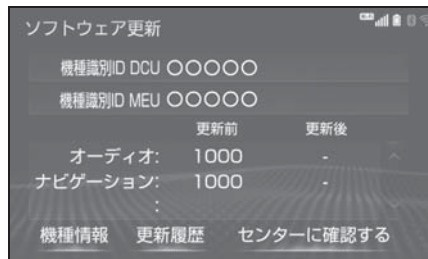 ソフトウェア更新
機種識別ID DCU ○○○○○
機種識別ID MEU ○○○○○
更新前 更新後
オーディオ: 1000 -
ナビゲーション: 1000 -
:
機種情報 更新履歴 センターに確認する